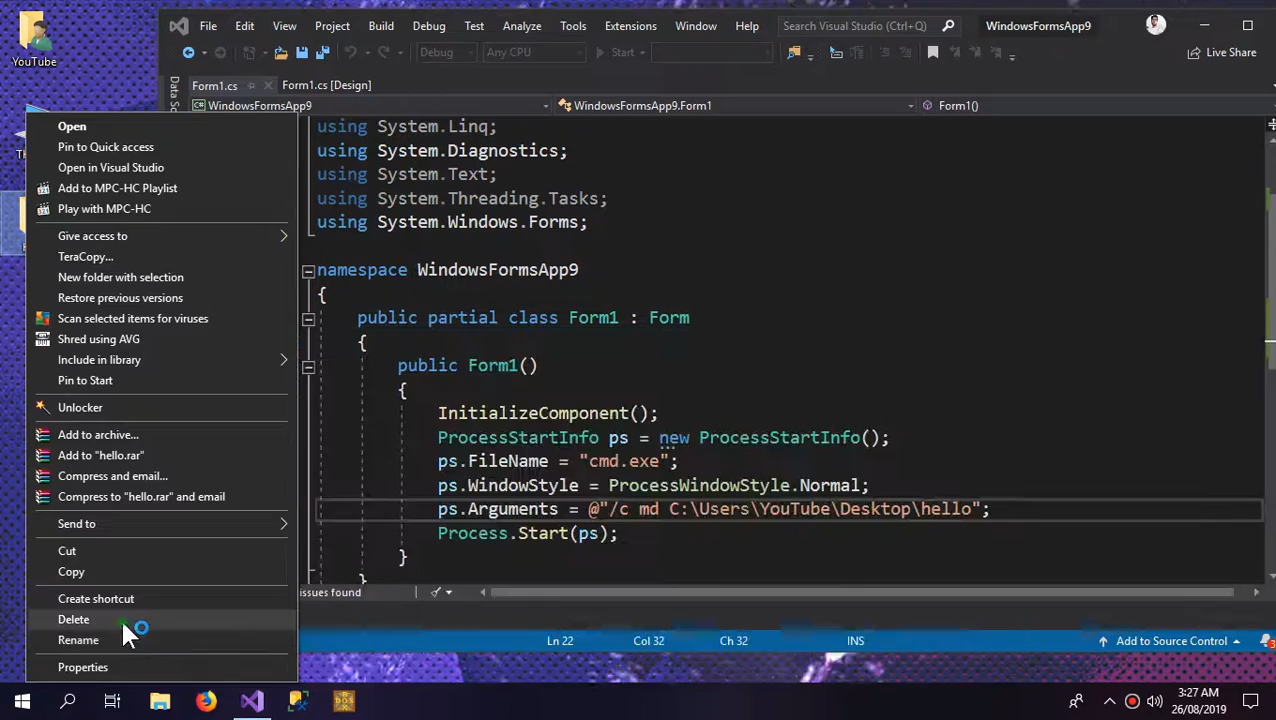 File Edit View Project Build Debug Test Analyze Tools Extensions Window Help Search Visual Studio WindowsFormsApp9
Debug Any CPU Start Live Share
YouTube
Form1.cs Form1.cs [Design]
WindowsFormsApp9 WindowsFormsApp9.Form1 Form1()
Open
Pin to Quick access
Open in Visual Studio
Add to MPC-HC Playlist
Play with MPC-HC
Give access to
TeraCopy...
New folder with selection
Restore previous versions
Scan selected items for viruses
Shred using AVG
Include in library
Pin to Start
Unlocker
Add to archive...
Add to "hello.rar"
Compress and email...
Compress to "hello.rar" and email
Send to
Cut
Copy
Create shortcut
Delete
Rename
Properties
using System.Linq;
using System.Diagnostics;
using System.Text;
using System.Threading.Tasks;
using System.Windows.Forms;
namespace WindowsFormsApp9
{
public partial class Form1 : Form
{
public Form1()
{
InitializeComponent();
ProcessStartInfo ps = new ProcessStartInfo();
ps.FileName = "cmd.exe";
ps.WindowStyle = ProcessWindowStyle.Normal;
ps.Arguments = @"/c md C:\Users\YouTube\Desktop\hello";
Process.Start(ps);
}
}
issues found
Ln 22 Col 32 Ch 32 INS Add to Source Control 3
3:27 AM
26/08/2019